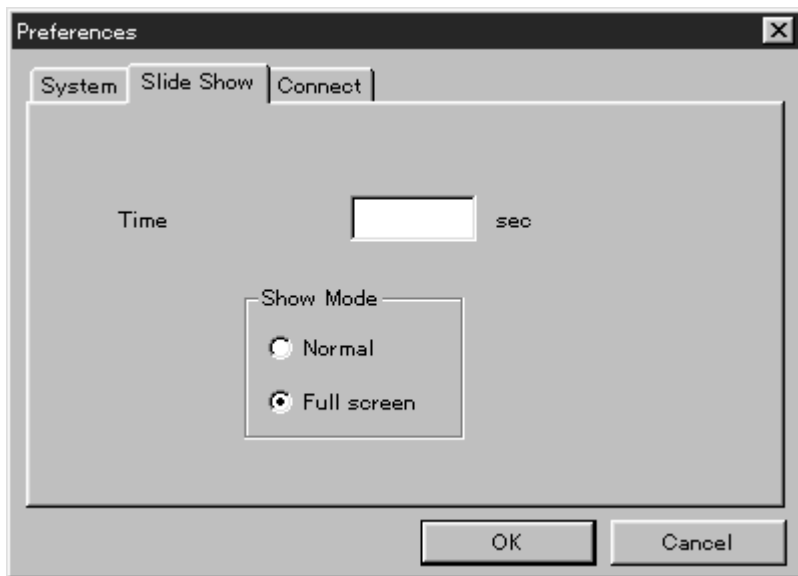 Preferences
System Slide Show Connect
Time sec
Show Mode
Normal
Full screen
OK Cancel